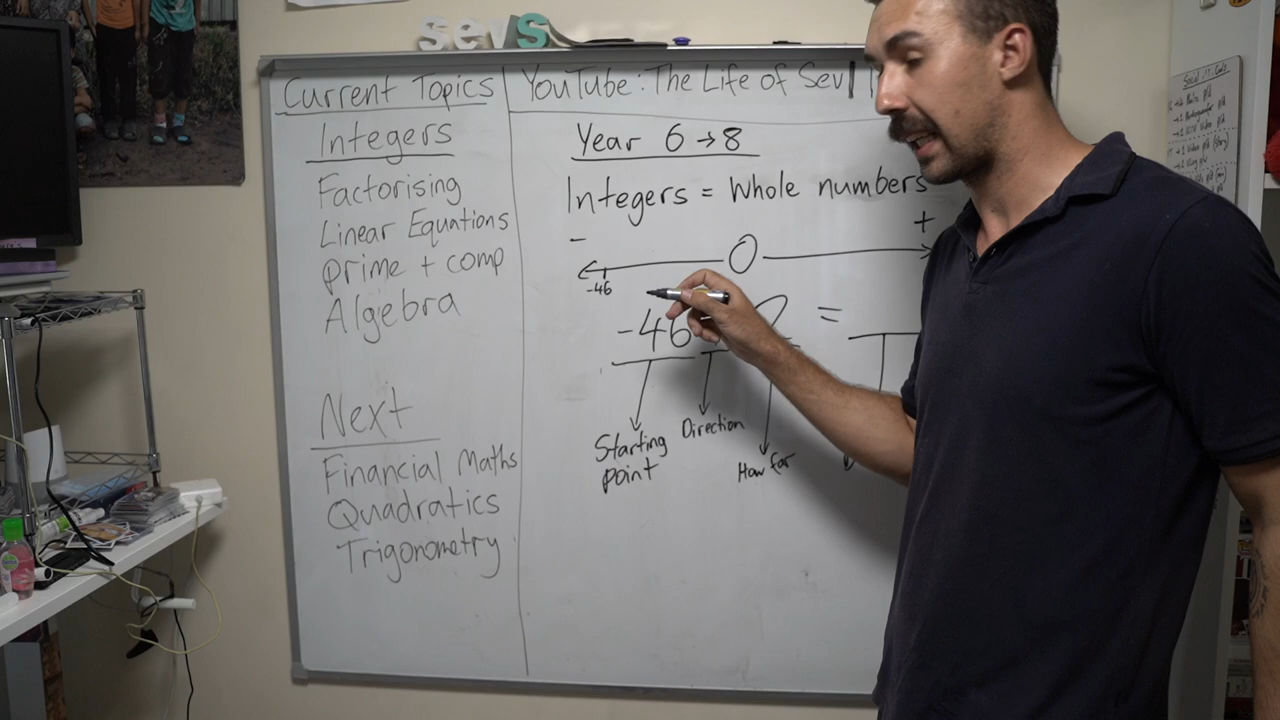 sevs
Current Topics
Integers
Factorising
Linear Equations
prime + comp
Algebra
Next
Financial Maths
Quadratics
Trigonometry
YouTube: The Life of Sev
Year 6 → 8
Integers = Whole numbers
- +
0
-46
-46 =
Starting point
Direction
How far